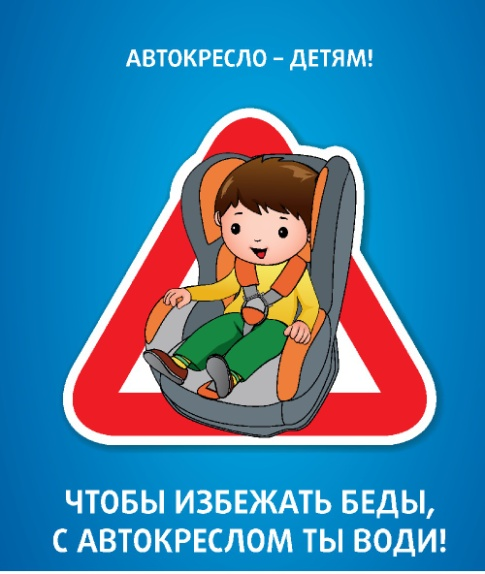 АВТОКРЕСЛО – ДЕТЯМ!
ЧТОБЫ ИЗБЕЖАТЬ БЕДЫ,
С АВТОКРЕСЛОМ ТЫ ВОДИ!